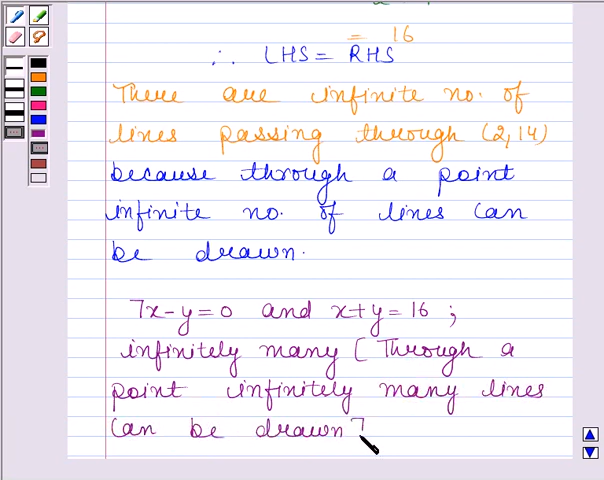 = 16
∴ LHS = RHS
There are infinite no. of
lines passing through (2,14)
because through a point
infinite no. of lines can
be drawn.
7x-y=0 and x+y=16 ;
infinitely many [Through a
point infinitely many lines
can be drawn]